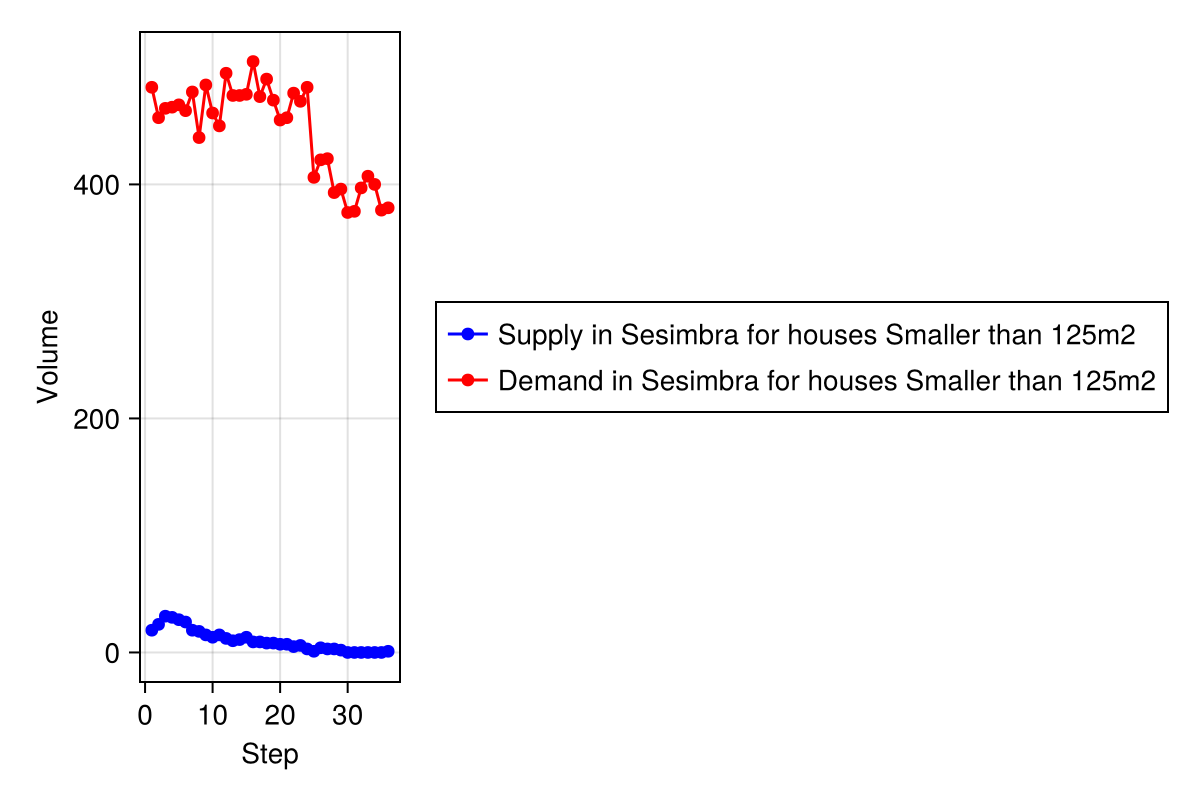 Volume
400
200
0
0 10 20 30
Step
Supply in Sesimbra for houses Smaller than 125m2
Demand in Sesimbra for houses Smaller than 125m2